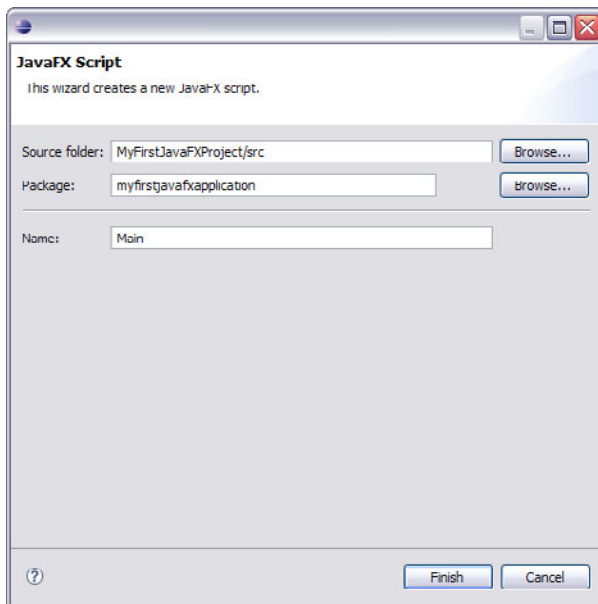 JavaFX Script
This wizard creates a new JavaFX script.
Source folder: MyFirstJavaFXProject/src Browse...
Package: myfirstjavafxapplication Browse...
Name: Main
? Finish Cancel